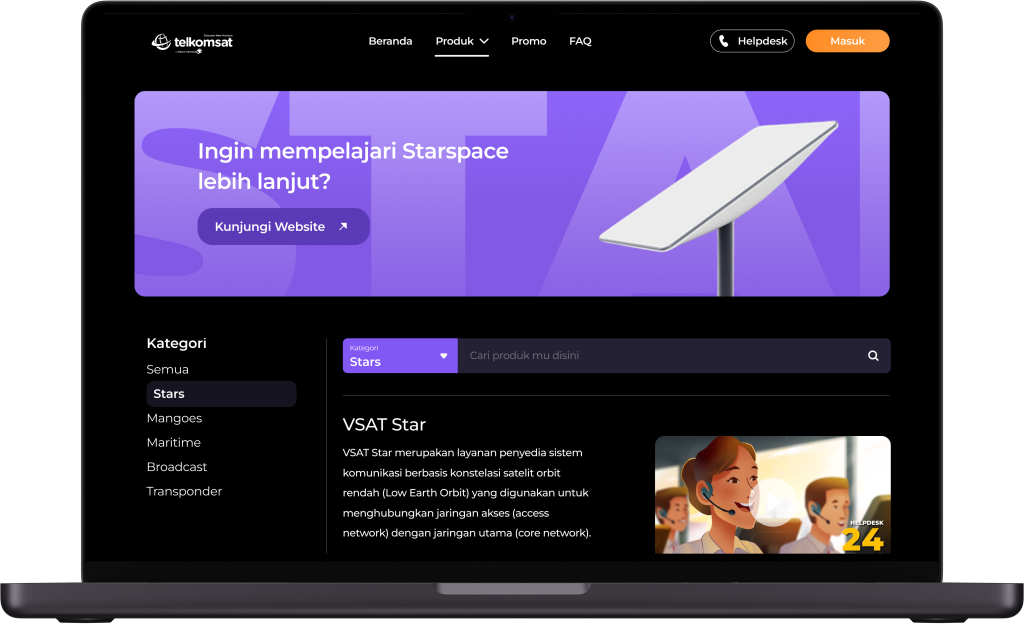 telkomsat
Beranda
Produk
Promo
FAQ
Helpdesk
Masuk
STA
Ingin mempelajari Starspace
lebih lanjut?
Kunjungi Website
Kategori
Semua
Stars
Mangoes
Maritime
Broadcast
Transponder
Kategori
Stars
Cari produk mu disini
VSAT Star
VSAT Star merupakan layanan penyedia sistem
komunikasi berbasis konstelasi satelit orbit
rendah (Low Earth Orbit) yang digunakan untuk
menghubungkan jaringan akses (access
network) dengan jaringan utama (core network).
HELPDESK
24